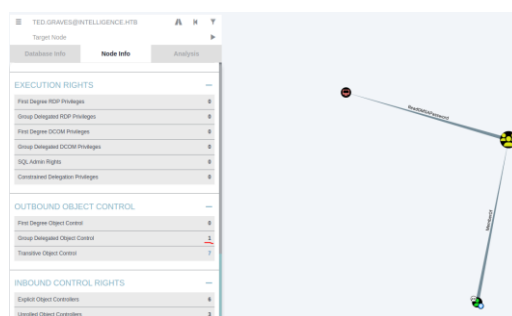 TED.GRAVES@INTELLIGENCE.HTB
Target Node
Database Info
Node Info
Analysis
EXECUTION RIGHTS
First Degree RDP Privileges 0
Group Delegated RDP Privileges 0
First Degree DCOM Privileges 0
Group Delegated DCOM Privileges 0
SQL Admin Rights 0
Constrained Delegation Privileges 0
OUTBOUND OBJECT CONTROL
First Degree Object Control 0
Group Delegated Object Control 1
Transitive Object Control 7
INBOUND CONTROL RIGHTS
Explicit Object Controllers 6
Unrolled Object Controllers 3
ReadGMSAPassword
MemberOf